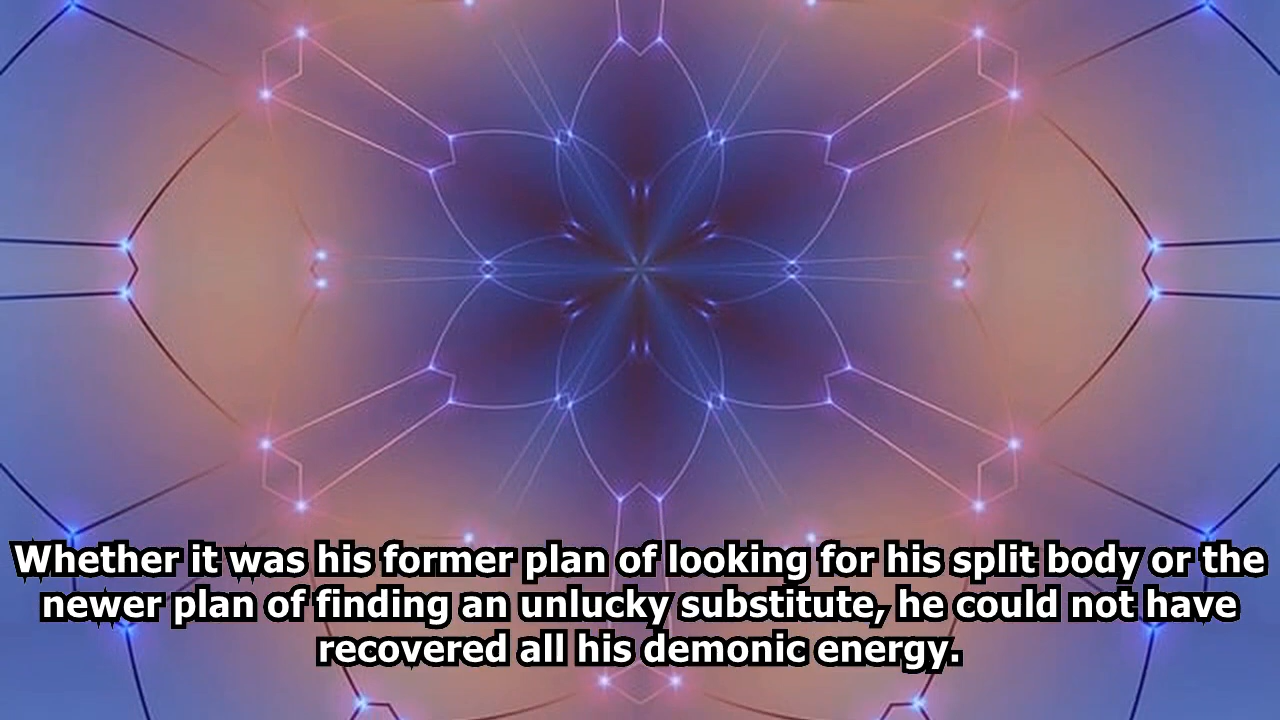 Whether it was his former plan of looking for his split body or the
newer plan of finding an unlucky substitute, he could not have
recovered all his demonic energy.